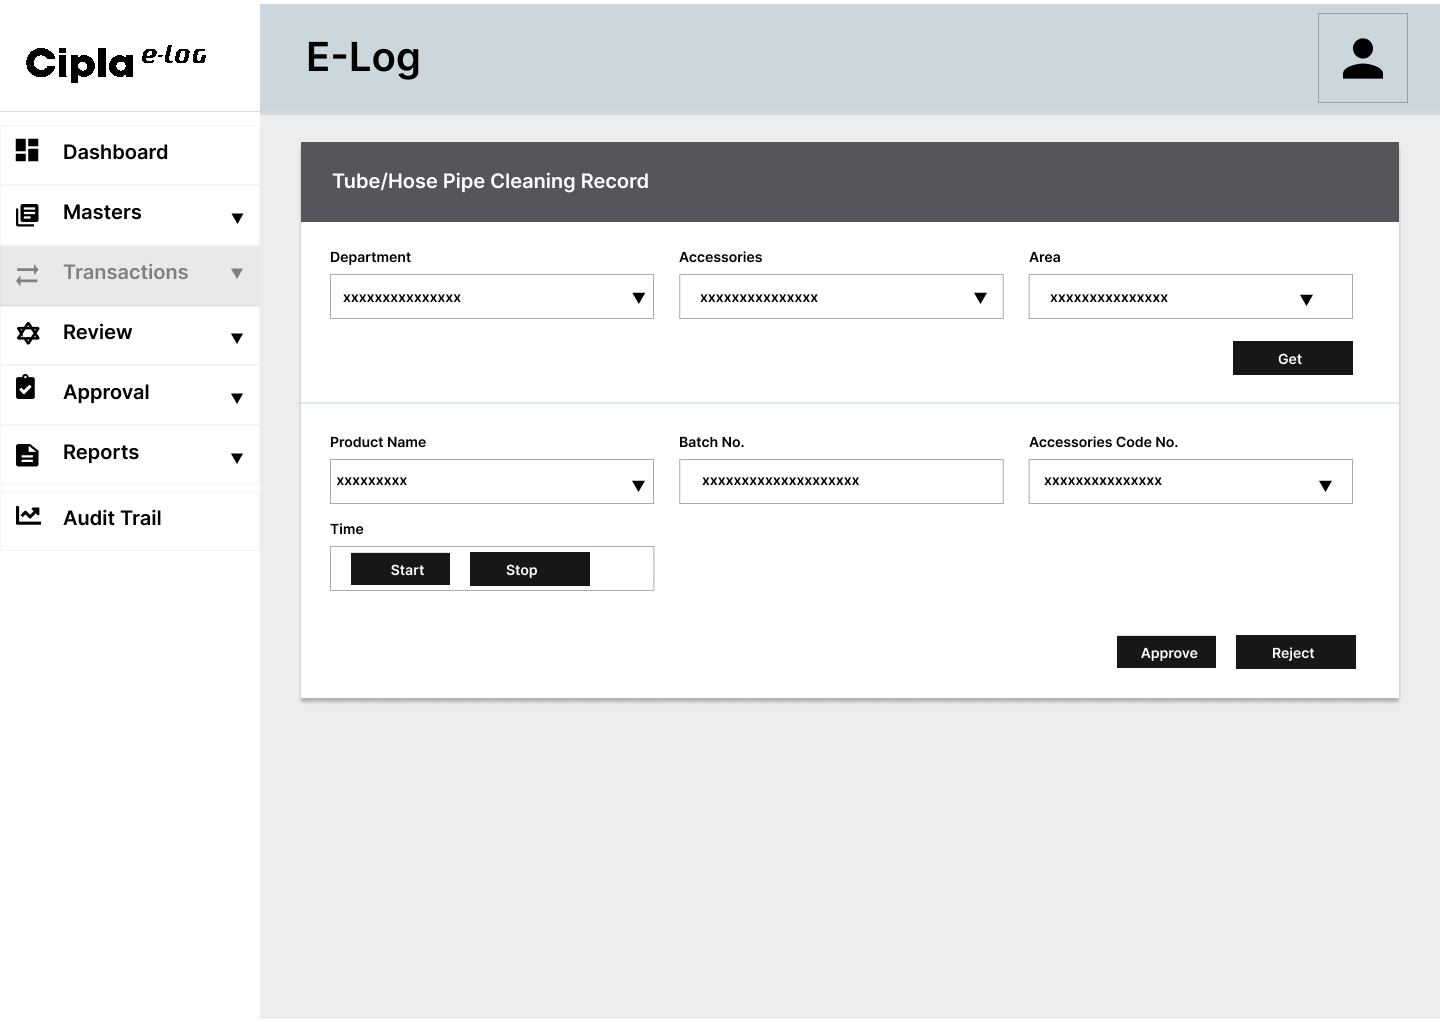 Cipla e-log
E-Log
Dashboard
Masters
Transactions
Review
Approval
Reports
Audit Trail
Tube/Hose Pipe Cleaning Record
Department Accessories Area
xxxxxxxxxxxxxxx xxxxxxxxxxxxxxx xxxxxxxxxxxxxxx
Get
Product Name Batch No. Accessories Code No.
xxxxxxxxx xxxxxxxxxxxxxxxxxxxx xxxxxxxxxxxxxxx
Time
Start Stop
Approve Reject